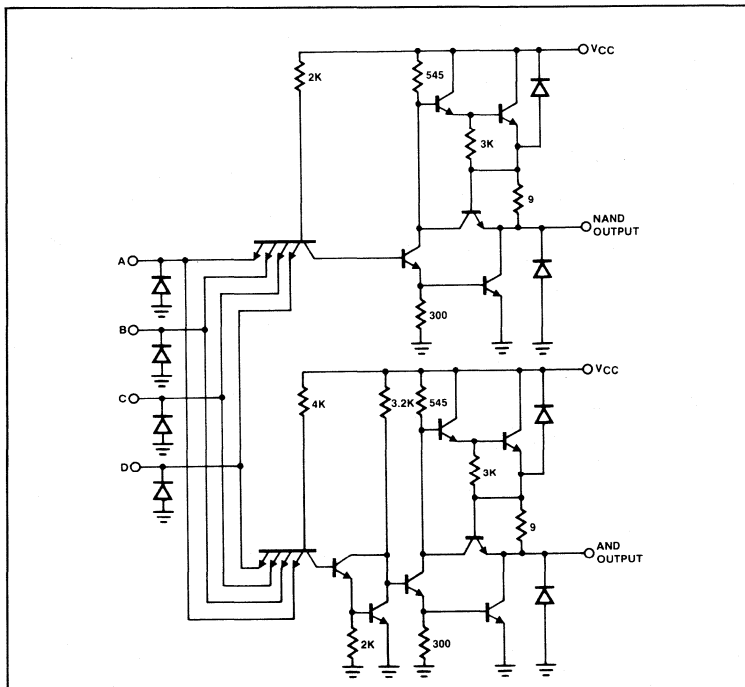 VCC
2K
545
3K
9
NAND
OUTPUT
A
300
B
VCC
C
4K
3.2K
545
D
3K
9
AND
OUTPUT
2K
300